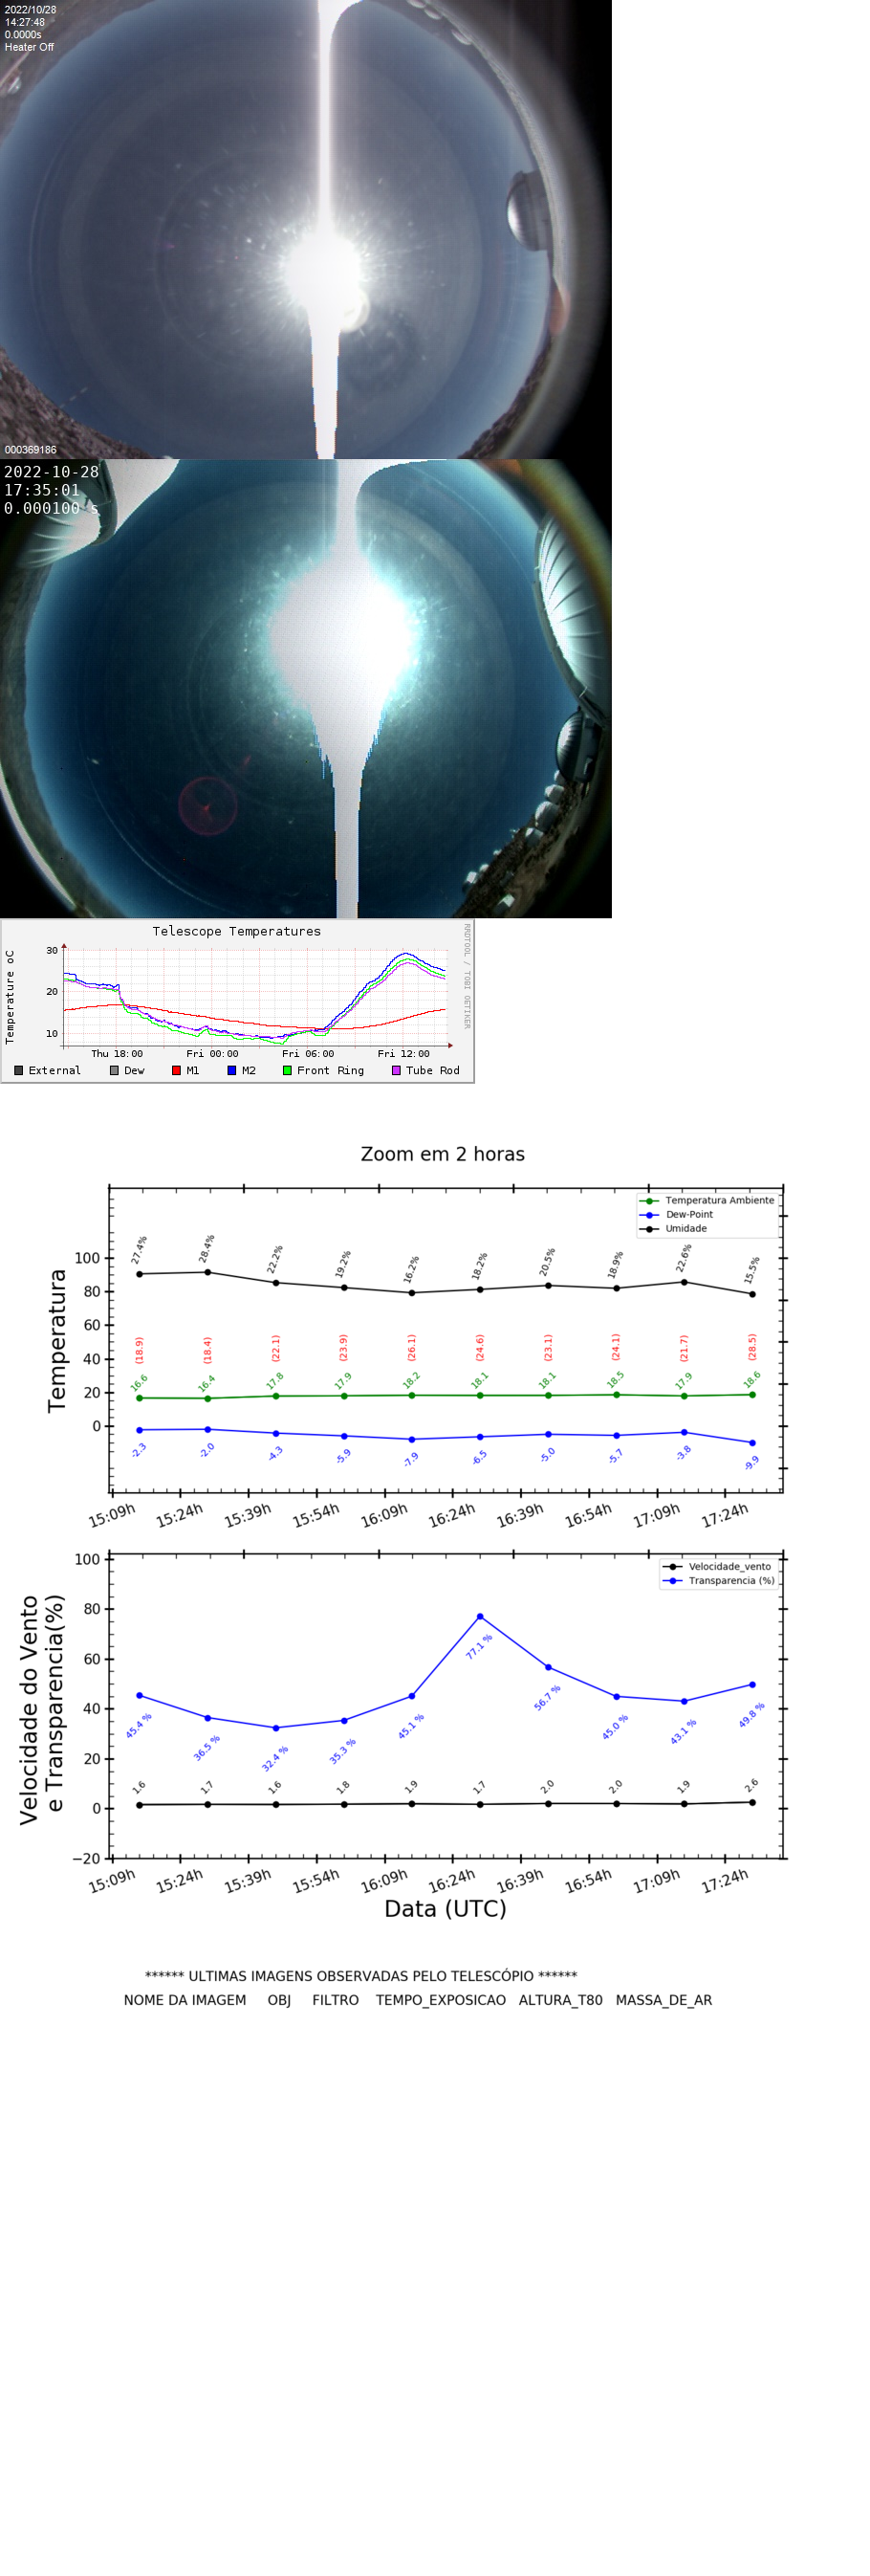 2022/10/28
14:27:48
0.0000s
Heater Off
000369186
2022-10-28
17:35:01
0.000100 s
Telescope Temperatures
RRDTOOL / TOBI OETIKER
Temperature oC
30
20
10
Thu 18:00 Fri 00:00 Fri 06:00 Fri 12:00
External Dew M1 M2 Front Ring Tube Rod
Zoom em 2 horas
Temperatura Ambiente
Dew-Point
Umidade
Temperatura
100
80
60
40
20
0
27.4% 28.4% 22.2% 19.2% 16.2% 18.2% 20.5% 18.9% 22.6% 15.5%
(18.9) (18.4) (22.1) (23.9) (26.1) (24.6) (23.1) (24.1) (21.7) (28.5)
16.6 16.4 17.8 17.9 18.2 18.1 18.1 18.5 17.9 18.6
-2.3 -2.0 -4.3 -5.9 -7.9 -6.5 -5.0 -5.7 -3.8 -9.9
15:09h 15:24h 15:39h 15:54h 16:09h 16:24h 16:39h 16:54h 17:09h 17:24h
Velocidade_vento
Transparencia (%)
Velocidade do Vento
e Transparencia(%)
100
80
60
40
20
0
−20
45.4 % 36.5 % 32.4 % 35.3 % 45.1 % 77.1 % 56.7 % 45.0 % 43.1 % 49.8 %
1.6 1.7 1.6 1.8 1.9 1.7 2.0 2.0 1.9 2.6
15:09h 15:24h 15:39h 15:54h 16:09h 16:24h 16:39h 16:54h 17:09h 17:24h
Data (UTC)
****** ULTIMAS IMAGENS OBSERVADAS PELO TELESCÓPIO ******
NOME DA IMAGEM OBJ FILTRO TEMPO_EXPOSICAO ALTURA_T80 MASSA_DE_AR